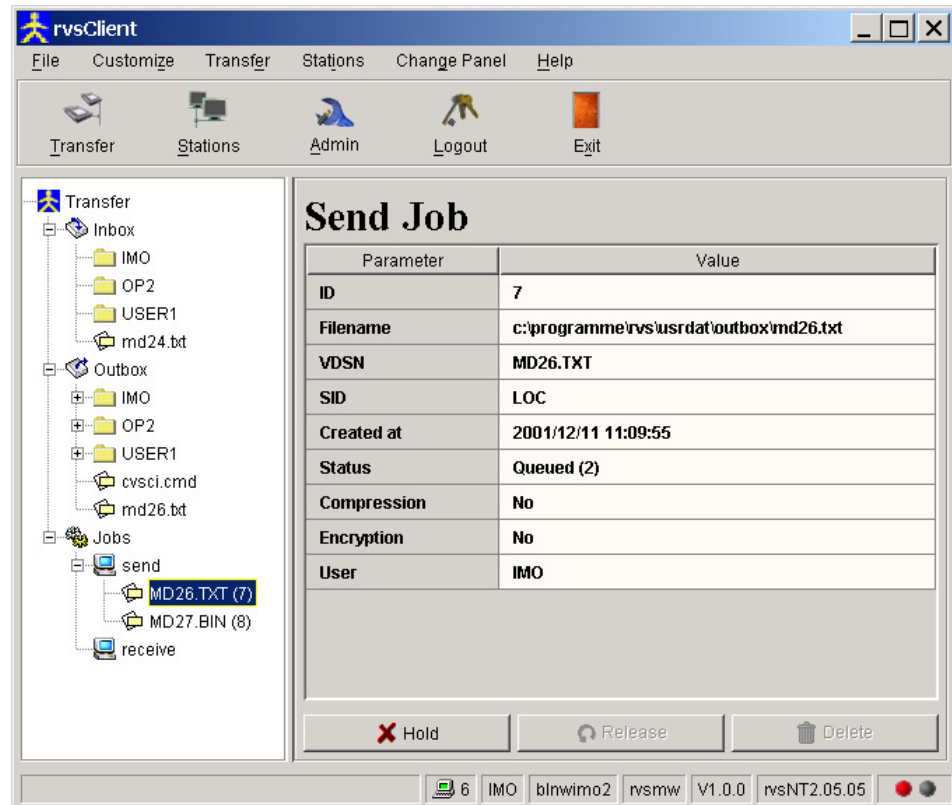 rvsClient
File Customize Transfer Stations Change Panel Help
Transfer Stations Admin Logout Exit
Transfer
Inbox
IMO
OP2
USER1
md24.txt
Outbox
IMO
OP2
USER1
cvsci.cmd
md26.txt
Jobs
send
MD26.TXT (7)
MD27.BIN (8)
receive
Send Job
Parameter Value
ID 7
Filename c:\programme\rvs\usrdat\outbox\md26.txt
VDSN MD26.TXT
SID LOC
Created at 2001/12/11 11:09:55
Status Queued (2)
Compression No
Encryption No
User IMO
Hold Release Delete
6 IMO blnwimo2 rvsmw V1.0.0 rvsNT2.05.05